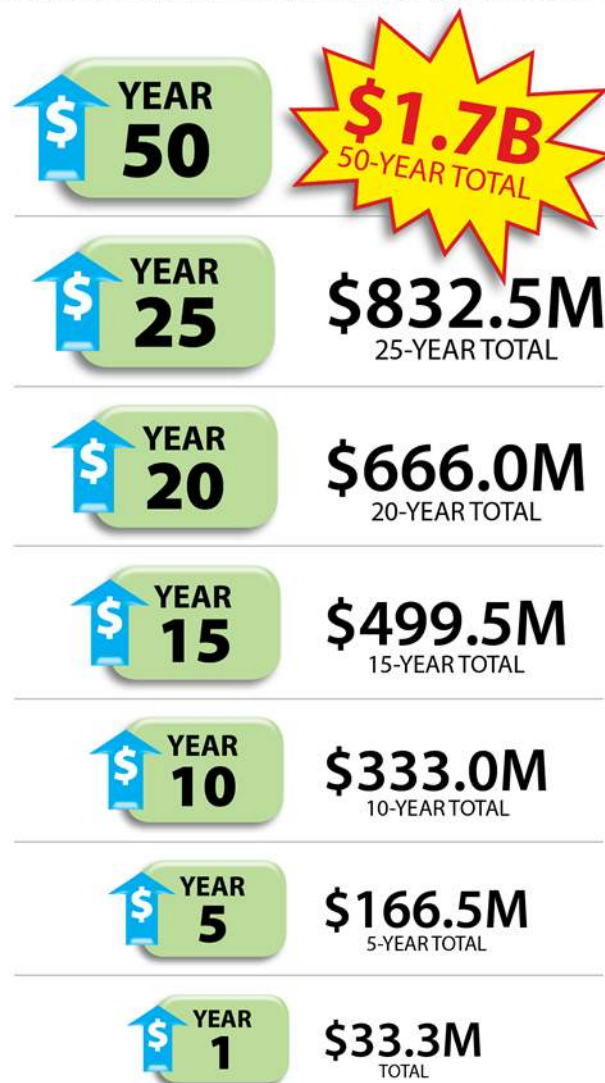 $
YEAR
50
$1.7B
50-YEAR TOTAL
$
YEAR
25
$832.5M
25-YEAR TOTAL
$
YEAR
20
$666.0M
20-YEAR TOTAL
$
YEAR
15
$499.5M
15-YEAR TOTAL
$
YEAR
10
$333.0M
10-YEAR TOTAL
$
YEAR
5
$166.5M
5-YEAR TOTAL
$
YEAR
1
$33.3M
TOTAL